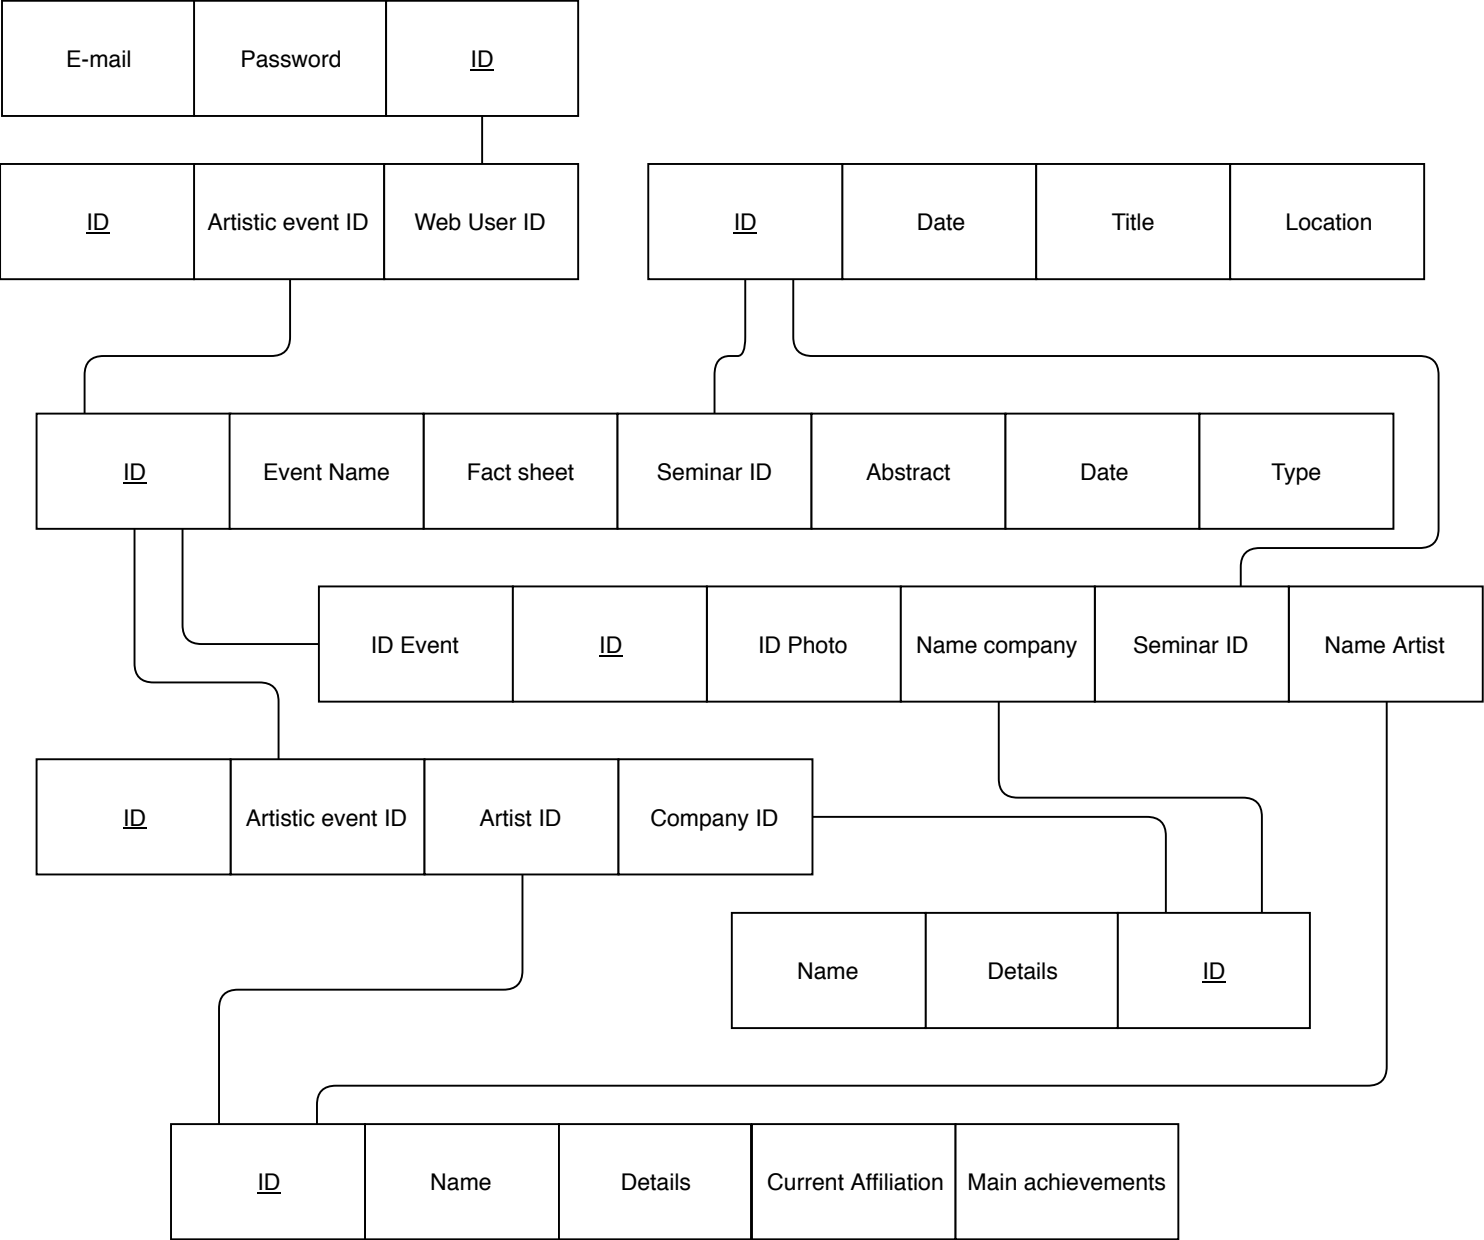 E-mail Password ID
ID Artistic event ID Web User ID
ID Date Title Location
ID Event Name Fact sheet Seminar ID Abstract Date Type
ID Event ID ID Photo Name company Seminar ID Name Artist
ID Artistic event ID Artist ID Company ID
Name Details ID
ID Name Details Current Affiliation Main achievements